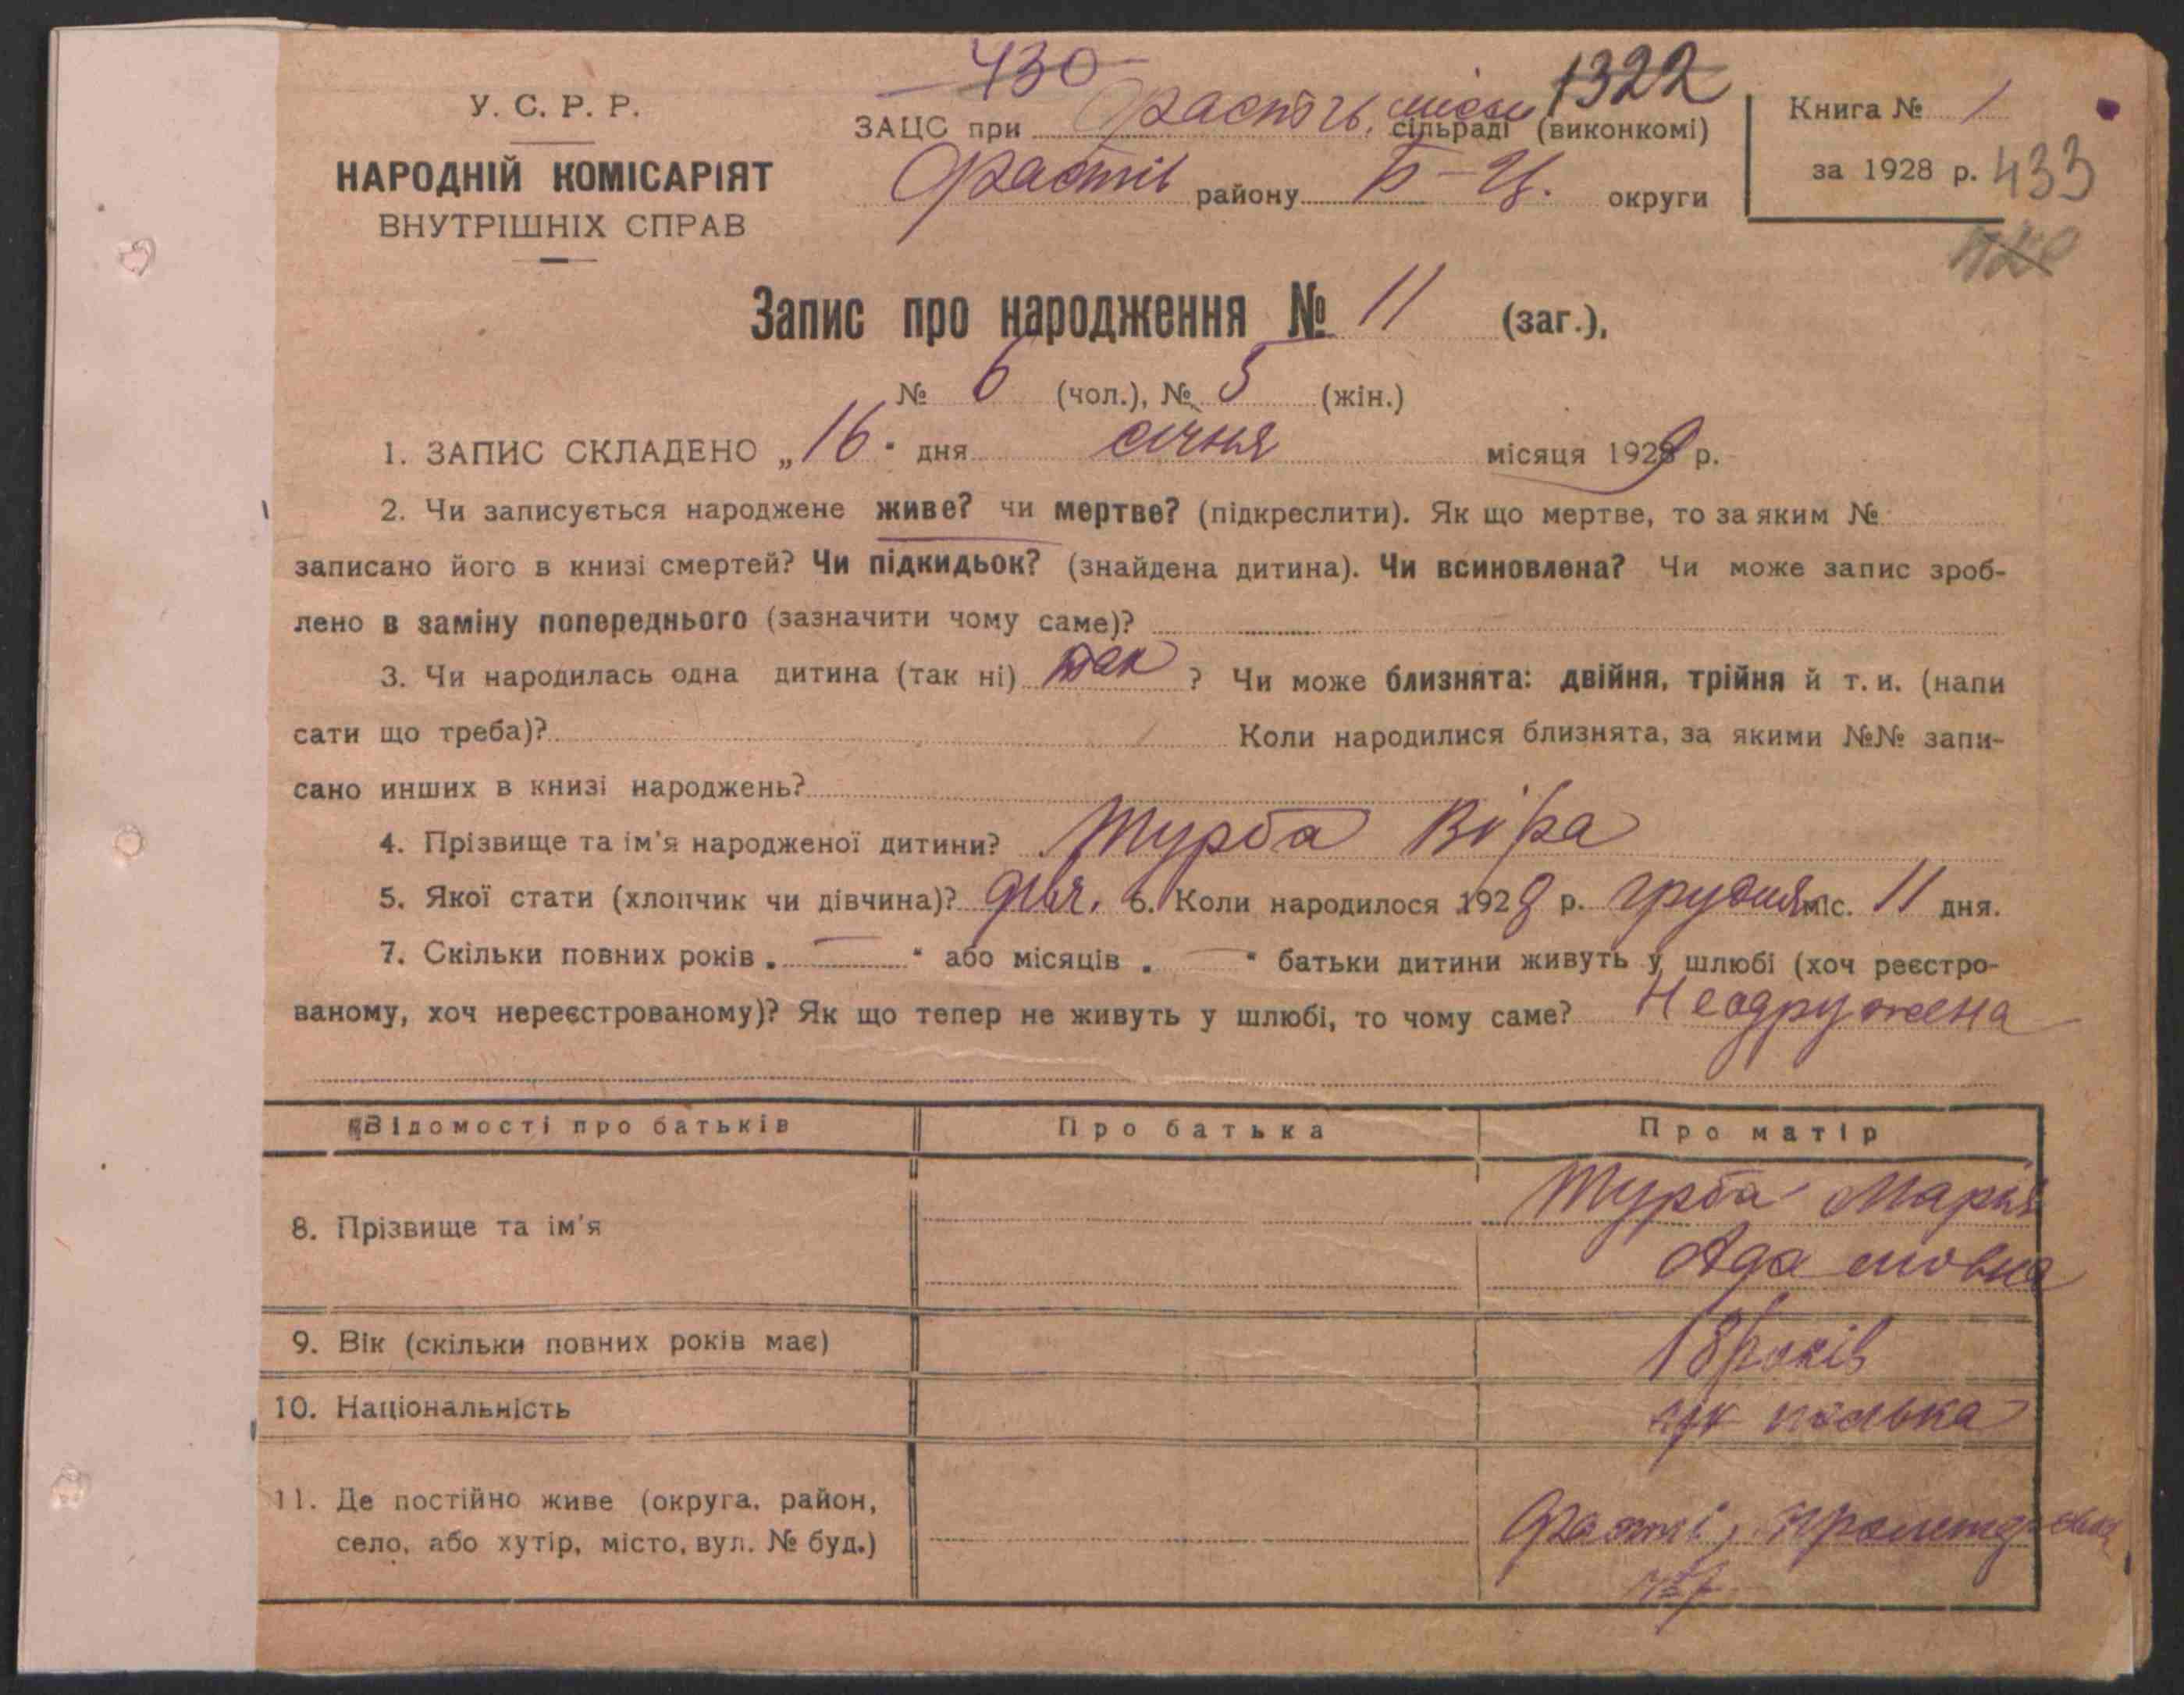 430
1322
У. С. Р. Р.
ЗАЦС при Фастів. міськ сільраді (виконкомі)
Книга № 1
НАРОДНІЙ КОМІСАРІЯТ
ВНУТРІШНІХ СПРАВ
Фастів району Б-Ц. округи
за 1928 р. 433
Запис про народження № 11 (заг.),
№ 6 (чол.), № 5 (жін.)
1. ЗАПИС СКЛАДЕНО „16" дня січня місяця 1929 р.
2. Чи записується народжене живе? чи мертве? (підкреслити). Як що мертве, то за яким №
записано його в книзі смертей? Чи підкидьок? (знайдена дитина). Чи всиновлена? Чи може запис зроб-
лено в заміну попереднього (зазначити чому саме)?
3. Чи народилась одна дитина (так ні) так ? Чи може близнята: двійня, трійня й т. и. (напи
сати що треба)? Коли народилися близнята, за якими №№ запи-
сано инших в книзі народжень?
4. Прізвище та ім'я народженої дитини? Турба Віра
5. Якої стати (хлопчик чи дівчина)? дівч. 6. Коли народилося 1928 р. грудня міс. 11 дня.
7. Скільки повних років „ — " або місяців „ — " батьки дитини живуть у шлюбі (хоч реєстро-
ваному, хоч нереєстрованому)? Як що тепер не живуть у шлюбі, то чому саме? Неодружена
Відомості про батьків Про батька Про матір
8. Прізвище та ім'я Турба Марія
Адамовна
9. Вік (скільки повних років має) 18 років
10. Національність полька
11. Де постійно живе (округа, район,
село, або хутір, місто, вул. № буд.)
Фастів, Пролетарська
№7